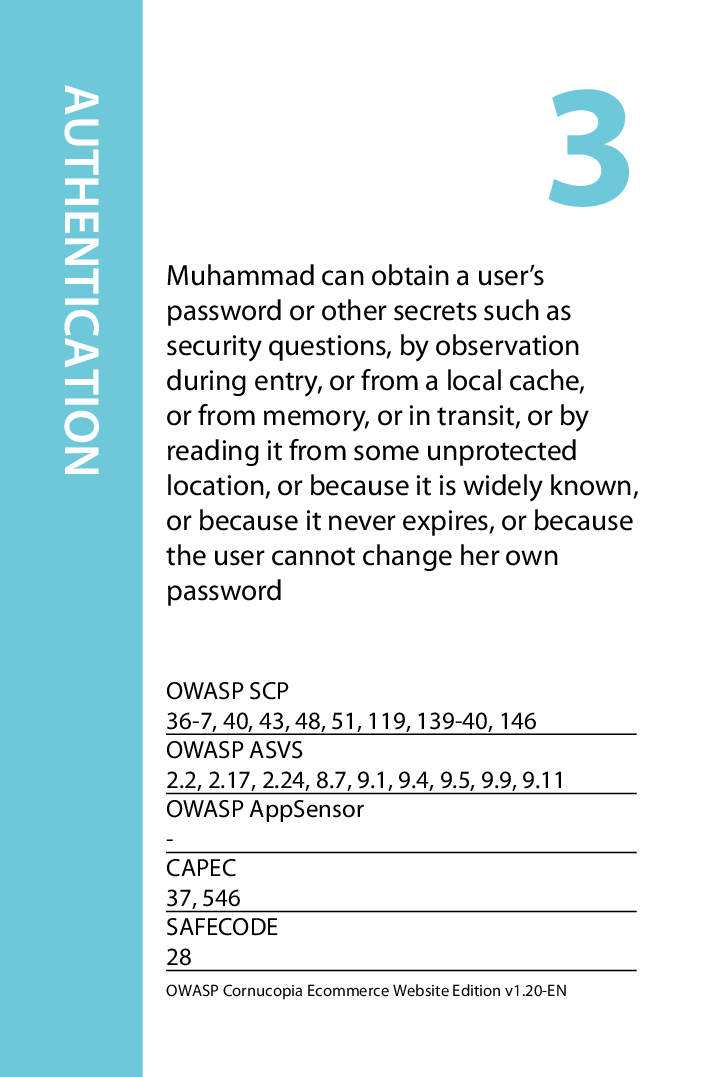 AUTHENTICATION
3
Muhammad can obtain a user’s
password or other secrets such as
security questions, by observation
during entry, or from a local cache,
or from memory, or in transit, or by
reading it from some unprotected
location, or because it is widely known,
or because it never expires, or because
the user cannot change her own
password
OWASP SCP
36-7, 40, 43, 48, 51, 119, 139-40, 146
OWASP ASVS
2.2, 2.17, 2.24, 8.7, 9.1, 9.4, 9.5, 9.9, 9.11
OWASP AppSensor
-
CAPEC
37, 546
SAFECODE
28
OWASP Cornucopia Ecommerce Website Edition v1.20-EN